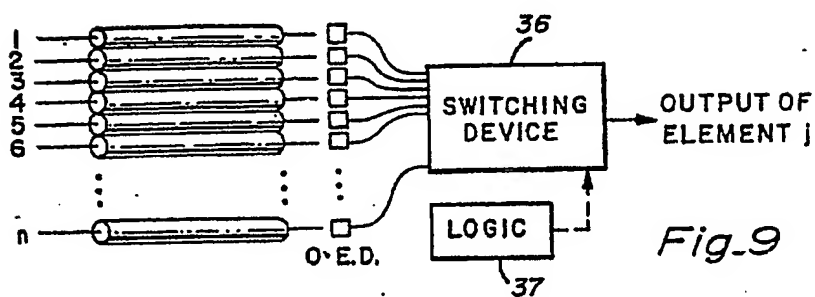 1
2
3
4
5
6
n
O.E.D.
36
SWITCHING
DEVICE
OUTPUT OF
ELEMENT j
LOGIC
37
Fig_9